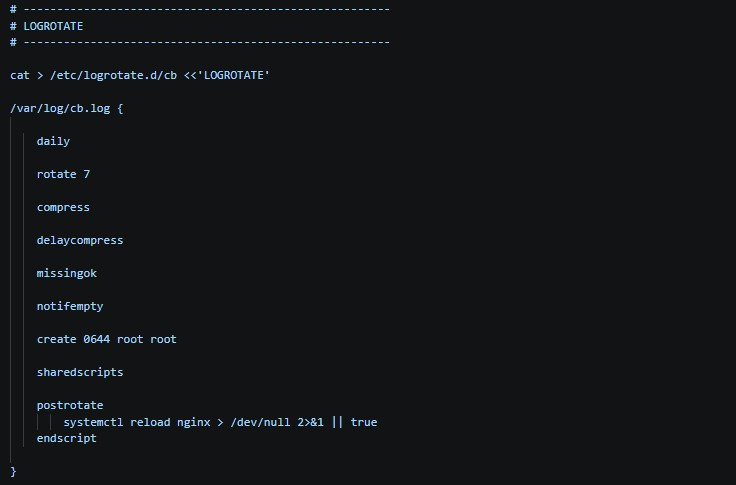 # -------------------------------------------------------
# LOGROTATE
# -------------------------------------------------------
cat > /etc/logrotate.d/cb <<'LOGROTATE'
/var/log/cb.log {
daily
rotate 7
compress
delaycompress
missingok
notifempty
create 0644 root root
sharedscripts
postrotate
systemctl reload nginx > /dev/null 2>&1 || true
endscript
}